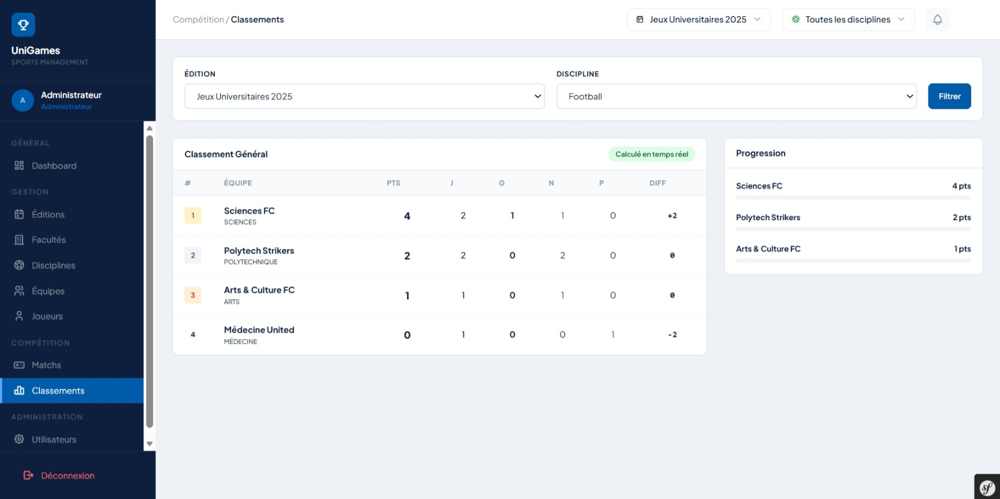 UniGames
SPORTS MANAGEMENT
A
Administrateur
Administrateur
GÉNÉRAL
Dashboard
GESTION
Éditions
Facultés
Disciplines
Équipes
Joueurs
COMPÉTITION
Matchs
Classements
ADMINISTRATION
Utilisateurs
Déconnexion
Compétition / Classements
Jeux Universitaires 2025
Toutes les disciplines
ÉDITION
Jeux Universitaires 2025
DISCIPLINE
Football
Filtrer
Classement Général
Calculé en temps réel
# ÉQUIPE PTS J G N P DIFF
1 Sciences FC 4 2 1 1 0 +2
SCIENCES
2 Polytech Strikers 2 2 0 2 0 0
POLYTECHNIQUE
3 Arts & Culture FC 1 1 0 1 0 0
ARTS
4 Médecine United 0 1 0 0 1 -2
MÉDECINE
Progression
Sciences FC 4 pts
Polytech Strikers 2 pts
Arts & Culture FC 1 pts
sf